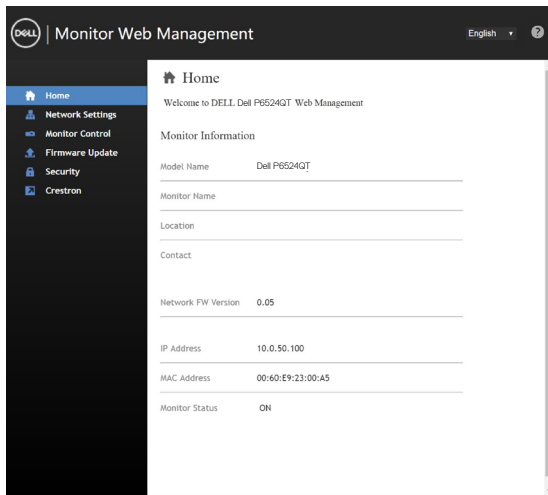 DELL | Monitor Web Management
English
?
Home
Network Settings
Monitor Control
Firmware Update
Security
Crestron
Home
Welcome to DELL Dell P6524QT Web Management
Monitor Information
Model Name Dell P6524QT
Monitor Name
Location
Contact
Network FW Version 0.05
IP Address 10.0.50.100
MAC Address 00:60:E9:23:00:A5
Monitor Status ON